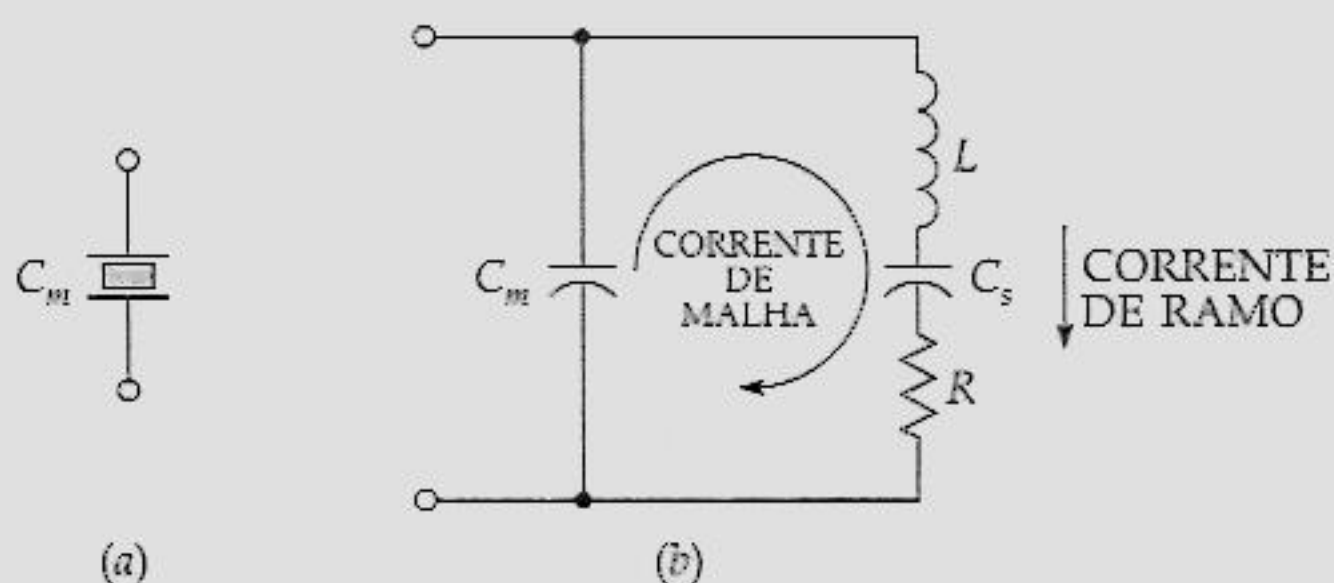 C_m
(a)
C_m
CORRENTE
DE
MALHA
L
C_s
R
CORRENTE
DE RAMO
(b)